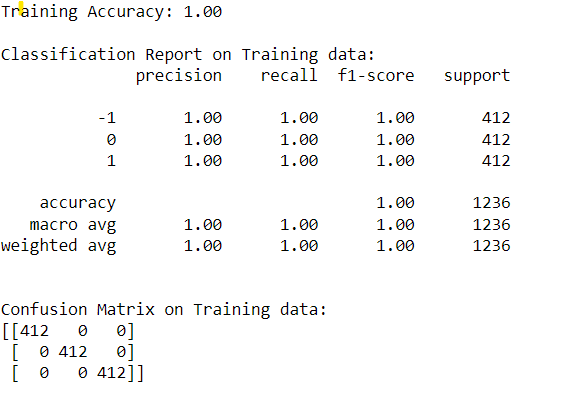 Training Accuracy: 1.00
Classification Report on Training data:
precision recall f1-score support
-1 1.00 1.00 1.00 412
0 1.00 1.00 1.00 412
1 1.00 1.00 1.00 412
accuracy 1.00 1236
macro avg 1.00 1.00 1.00 1236
weighted avg 1.00 1.00 1.00 1236
Confusion Matrix on Training data:
[[412 0 0]
[ 0 412 0]
[ 0 0 412]]